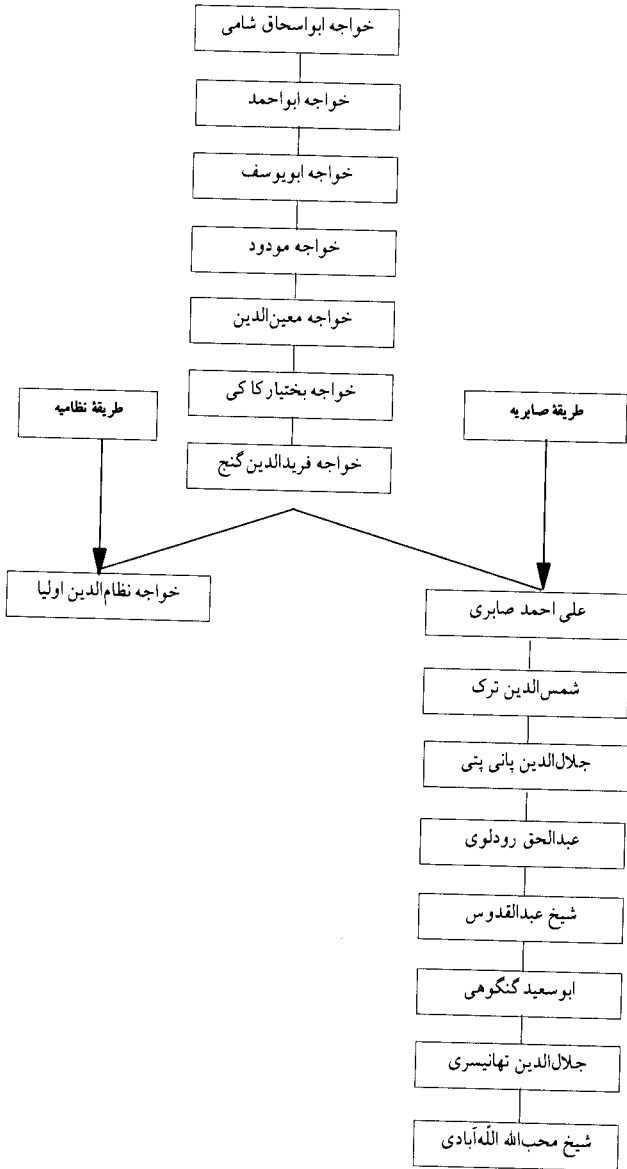 خواجه ابواسحاق شامی
خواجه ابواحمد
خواجه ابویوسف
خواجه مودود
خواجه معین‌الدین
خواجه بختیار کاکی
طریقهٔ صابریه
طریقهٔ نظامیه
خواجه فریدالدین گنج
خواجه نظام‌الدین اولیا
علی احمد صابری
شمس‌الدین ترک
جلال‌الدین پانی پتی
عبدالحق رودلوی
شیخ عبدالقدوس
ابوسعید گنگوهی
جلال‌الدین تهانیسری
شیخ محب‌الله اللّه‌آبادی